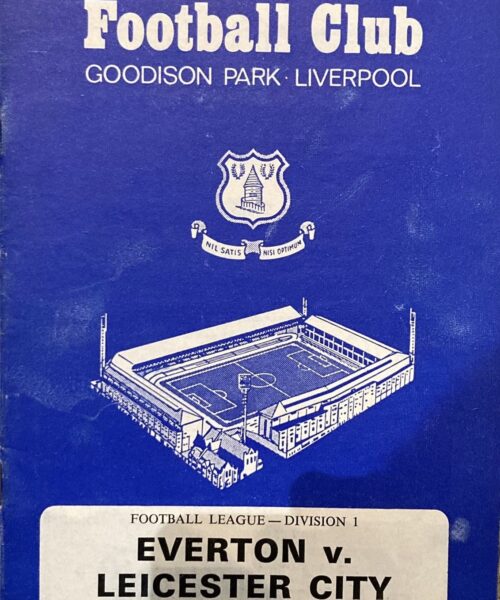 Football Club
GOODISON PARK · LIVERPOOL
NIL SATIS NISI OPTIMUM
FOOTBALL LEAGUE — DIVISION 1
EVERTON v.
LEICESTER CITY